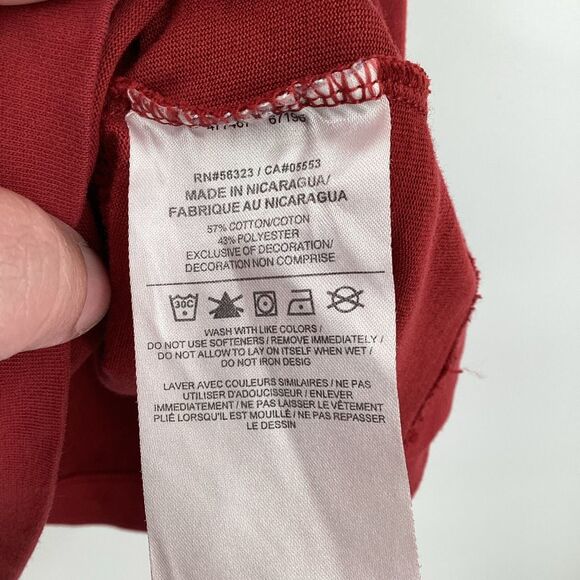 RN#56323 / CA#05553
MADE IN NICARAGUA/
FABRIQUE AU NICARAGUA
57% COTTON/COTON
43% POLYESTER
EXCLUSIVE OF DECORATION/
DECORATION NON COMPRISE
30C
WASH WITH LIKE COLORS /
DO NOT USE SOFTENERS / REMOVE IMMEDIATELY /
DO NOT ALLOW TO LAY ON ITSELF WHEN WET /
DO NOT IRON DESIG
LAVER AVEC COULEURS SIMILAIRES / NE PAS
UTILISER D'ADOUCISSEUR / ENLEVER
IMMEDIATEMENT / NE PAS LAISSER LE VÊTEMENT
PLIÉ LORSQU'IL EST MOUILLÉ / NE PAS REPASSER
LE DESSIN